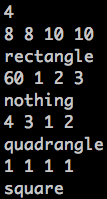 4
8 8 10 10
rectangle
60 1 2 3
nothing
4 3 1 2
quadrangle
1 1 1 1
square